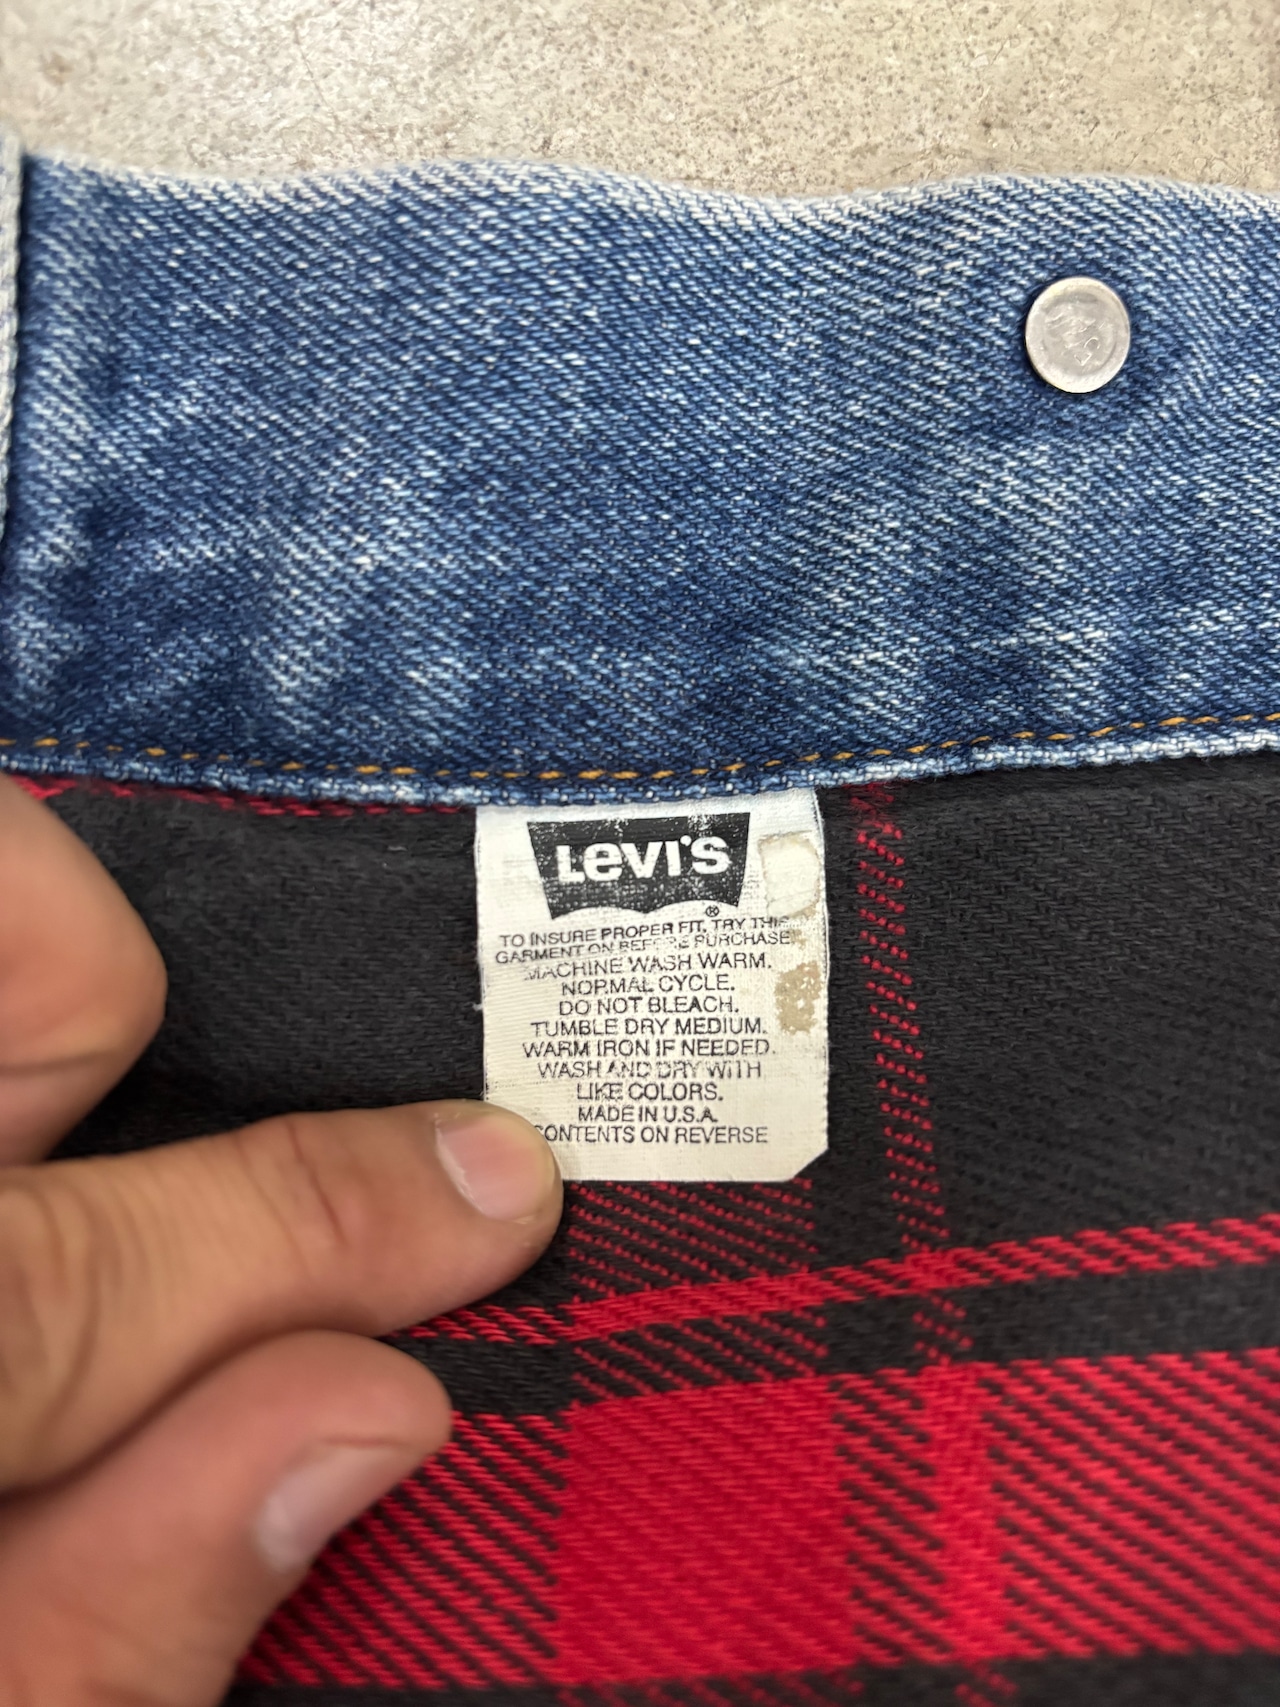 Levi's
®
TO INSURE PROPER FIT, TRY THIS
GARMENT ON BEFORE PURCHASE
MACHINE WASH WARM.
NORMAL CYCLE.
DO NOT BLEACH.
TUMBLE DRY MEDIUM.
WARM IRON IF NEEDED.
WASH AND DRY WITH
LIKE COLORS.
MADE IN U.S.A.
CONTENTS ON REVERSE